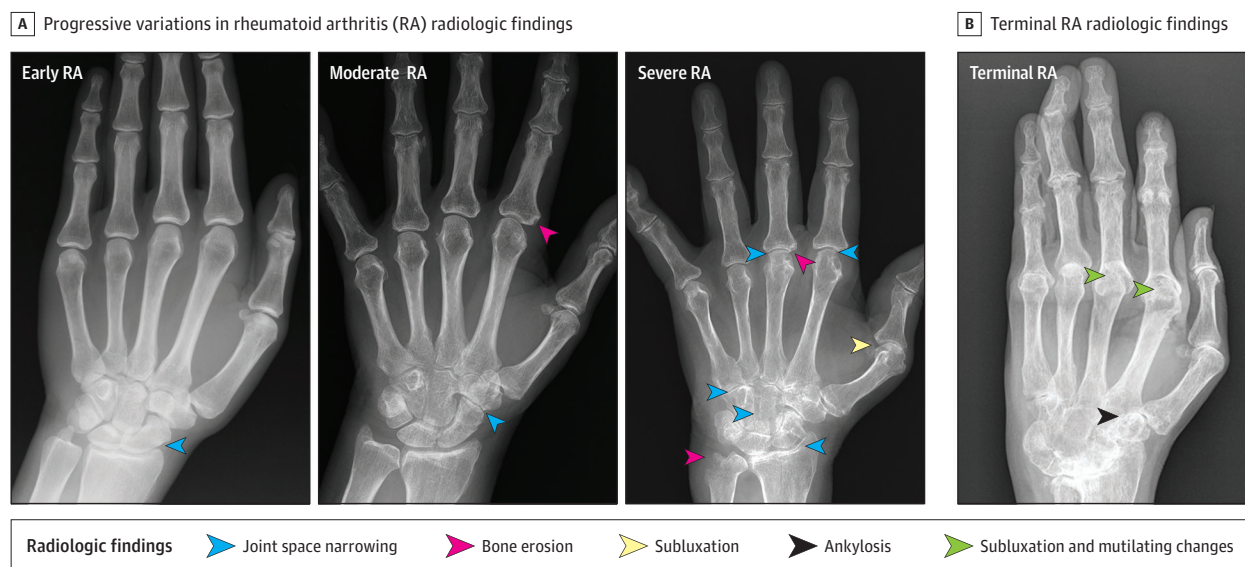 A Progressive variations in rheumatoid arthritis (RA) radiologic findings
B Terminal RA radiologic findings
Early RA
Moderate RA
Severe RA
Terminal RA
Radiologic findings Joint space narrowing Bone erosion Subluxation Ankylosis Subluxation and mutilating changes